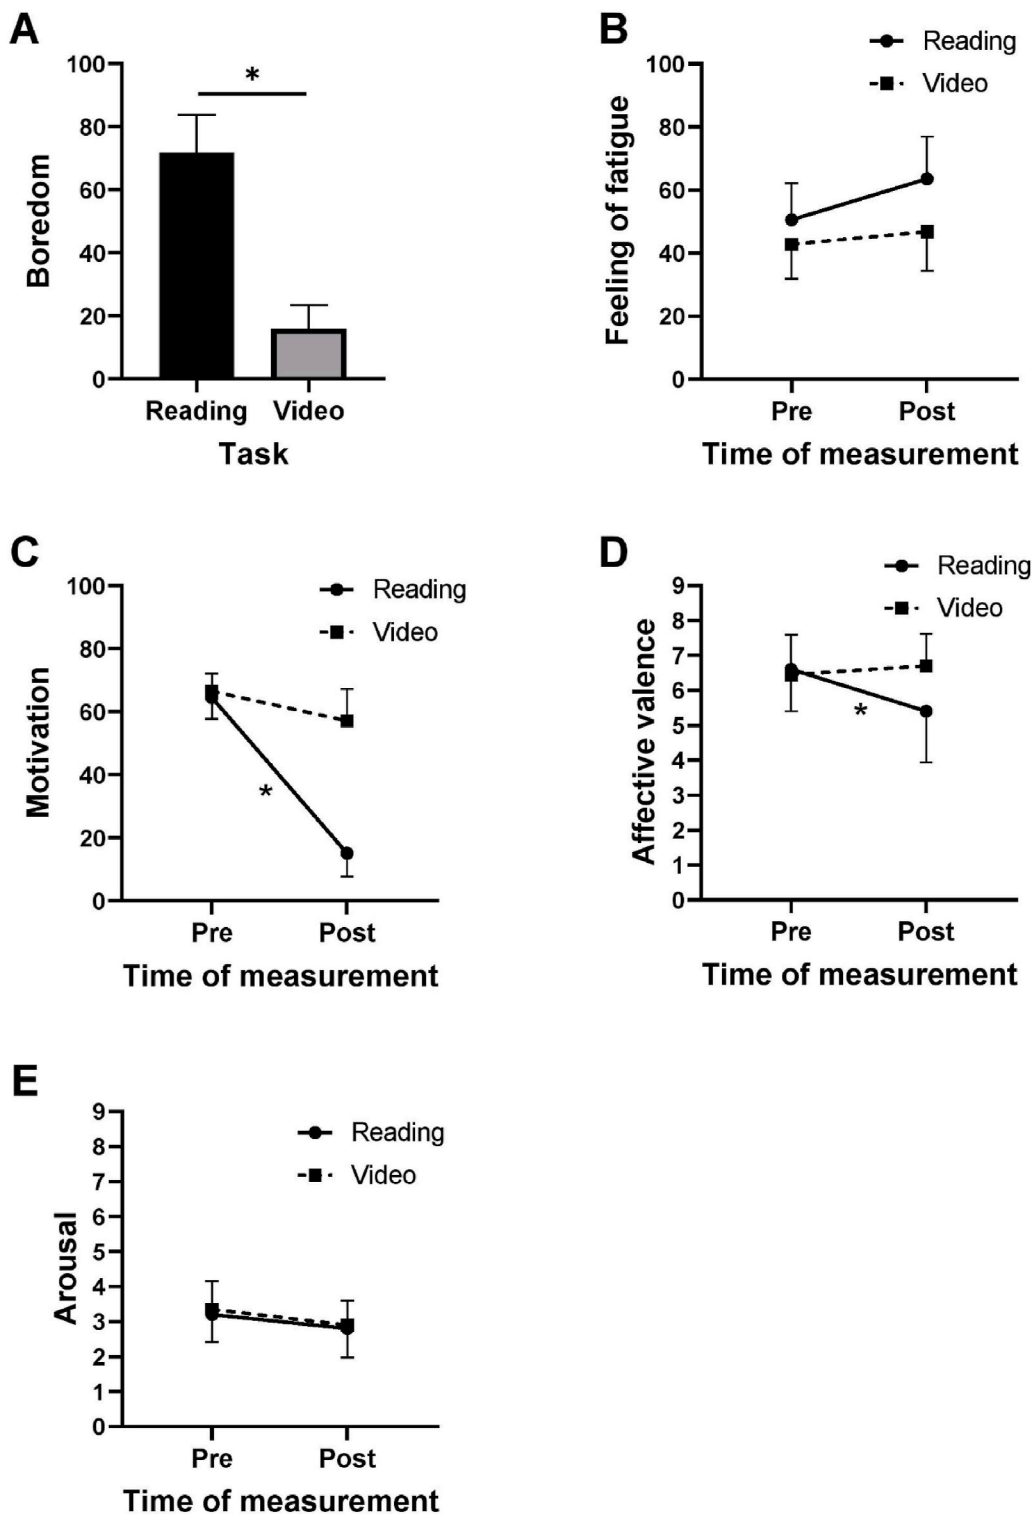 A
100
80
60
40
20
0
Boredom
*
Reading Video
Task
B
Reading
Video
100
80
60
40
20
0
Feeling of fatigue
Pre Post
Time of measurement
C
Reading
Video
100
80
60
40
20
0
Motivation
*
Pre Post
Time of measurement
D
Reading
Video
9
8
7
6
5
4
3
2
1
0
Affective valence
*
Pre Post
Time of measurement
E
Reading
Video
9
8
7
6
5
4
3
2
1
0
Arousal
Pre Post
Time of measurement